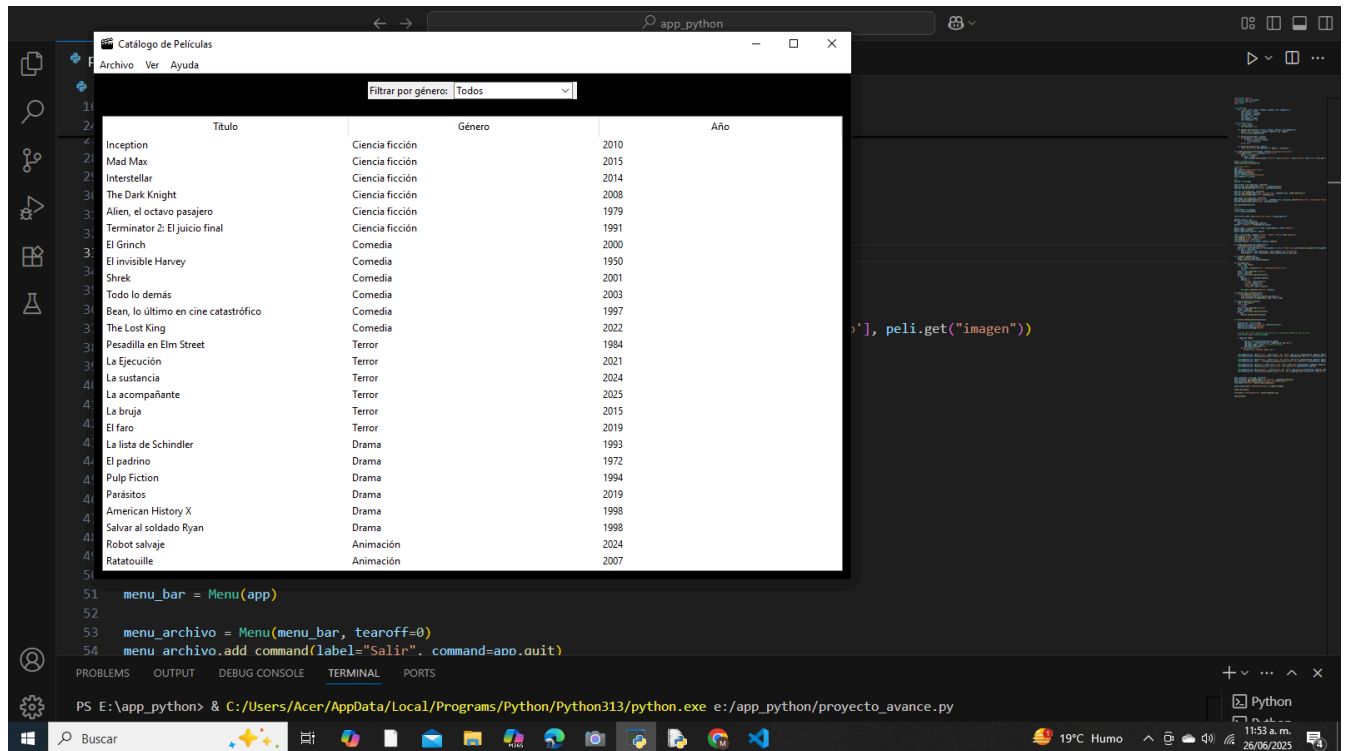 app_python
Catálogo de Películas
Archivo Ver Ayuda
Filtrar por género: Todos
Título Género Año
Inception Ciencia ficción 2010
Mad Max Ciencia ficción 2015
Interstellar Ciencia ficción 2014
The Dark Knight Ciencia ficción 2008
Alien, el octavo pasajero Ciencia ficción 1979
Terminator 2: El juicio final Ciencia ficción 1991
El Grinch Comedia 2000
El invisible Harvey Comedia 1950
Shrek Comedia 2001
Todo lo demás Comedia 2003
Bean, lo último en cine catastrófico Comedia 1997
The Lost King Comedia 2022
'], peli.get("imagen"))
Pesadilla en Elm Street Terror 1984
La Ejecución Terror 2021
La sustancia Terror 2024
La acompañante Terror 2025
La bruja Terror 2015
El faro Terror 2019
La lista de Schindler Drama 1993
El padrino Drama 1972
Pulp Fiction Drama 1994
Parásitos Drama 2019
American History X Drama 1998
Salvar al soldado Ryan Drama 1998
Robot salvaje Animación 2024
Ratatouille Animación 2007
51 menu_bar = Menu(app)
52
53 menu_archivo = Menu(menu_bar, tearoff=0)
54 menu_archivo.add_command(label="Salir", command=app.quit)
PROBLEMS OUTPUT DEBUG CONSOLE TERMINAL PORTS
PS E:\app_python> & C:/Users/Acer/AppData/Local/Programs/Python/Python313/python.exe e:/app_python/proyecto_avance.py
Python
Buscar
19°C Humo
11:53 a. m.
26/06/2025
4